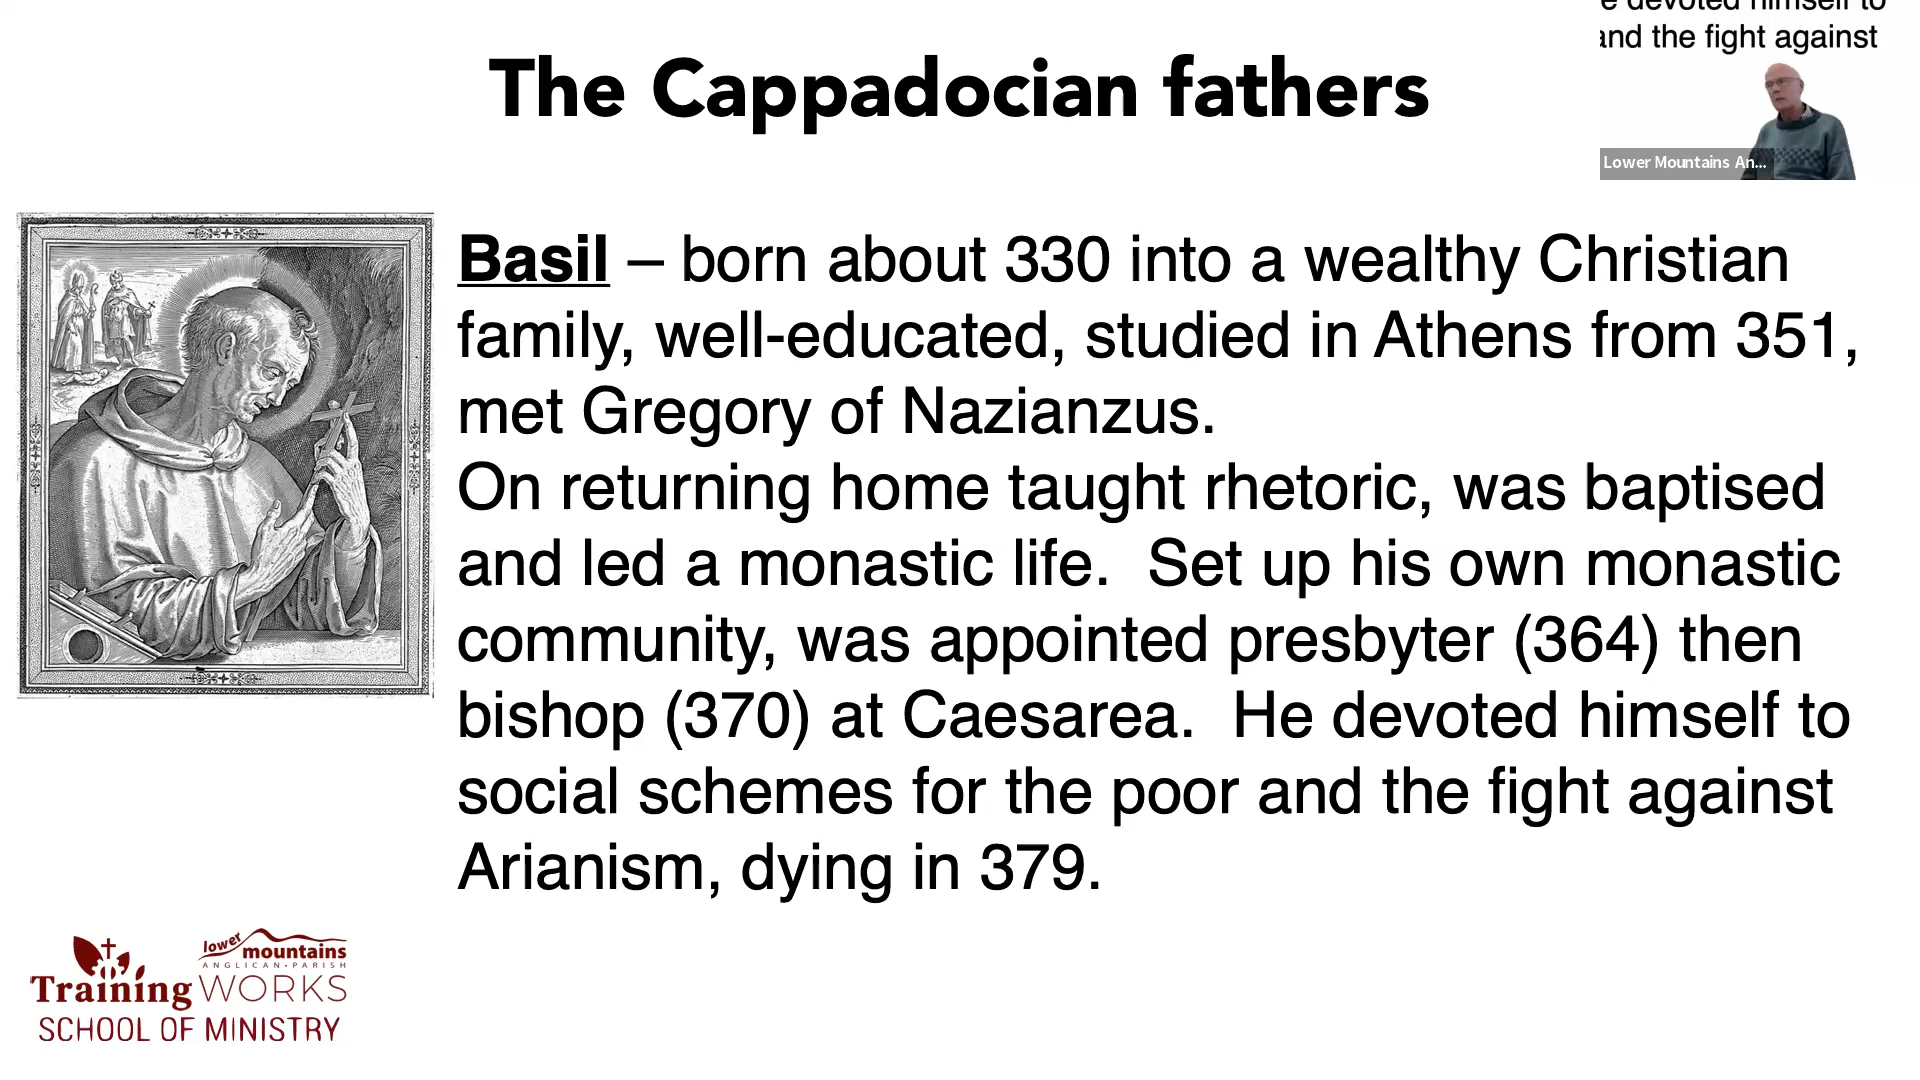 e devoted himself to
and the fight against
The Cappadocian fathers
Lower Mountains An...
Basil – born about 330 into a wealthy Christian
family, well-educated, studied in Athens from 351,
met Gregory of Nazianzus.
On returning home taught rhetoric, was baptised
and led a monastic life.  Set up his own monastic
community, was appointed presbyter (364) then
bishop (370) at Caesarea.  He devoted himself to
social schemes for the poor and the fight against
Arianism, dying in 379.
lower mountains
ANGLICAN•PARISH
Training WORKS
SCHOOL OF MINISTRY